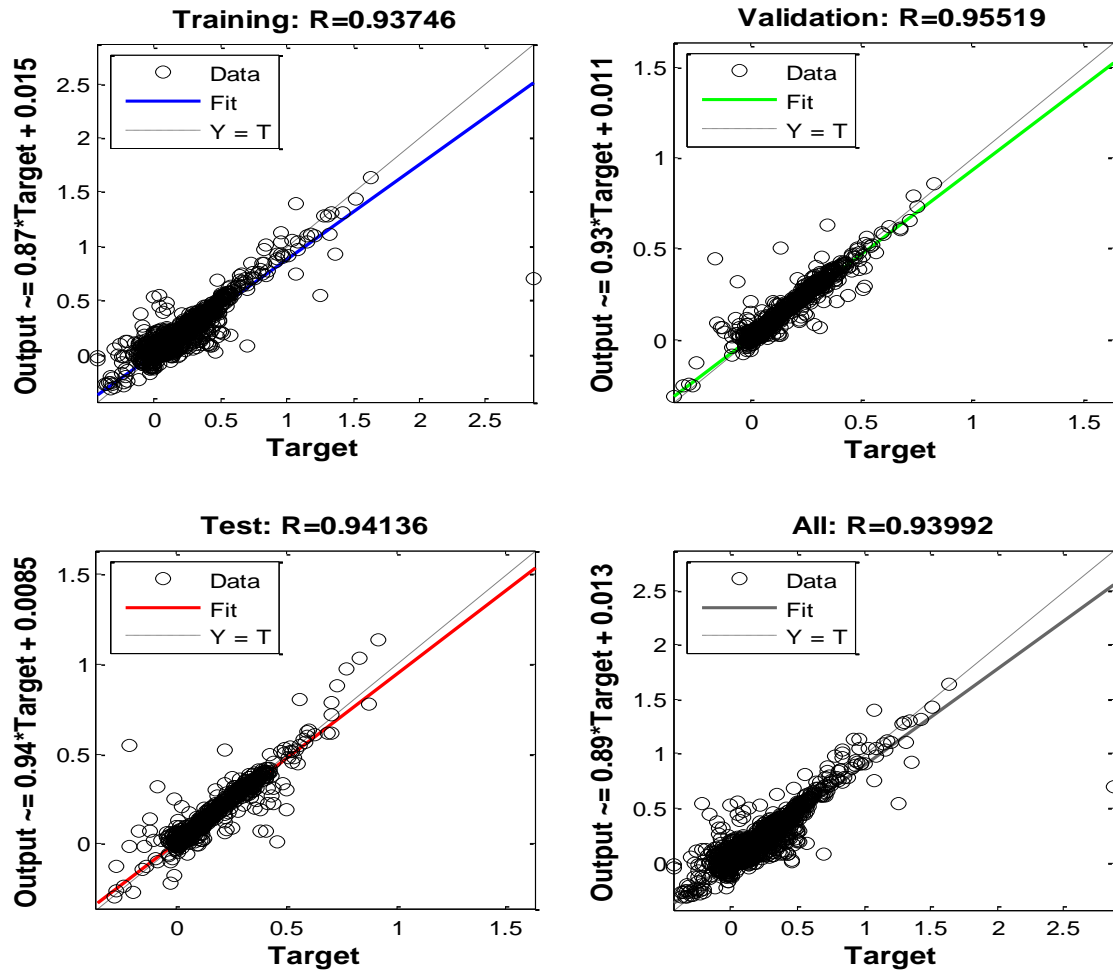 Training: R=0.93746
Output ~= 0.87*Target + 0.015
Data
Fit
Y = T
2.5
2
1.5
1
0.5
0
0 0.5 1 1.5 2 2.5
Target
Validation: R=0.95519
Output ~= 0.93*Target + 0.011
Data
Fit
Y = T
1.5
1
0.5
0
0 0.5 1 1.5
Target
Test: R=0.94136
Output ~= 0.94*Target + 0.0085
Data
Fit
Y = T
1.5
1
0.5
0
0 0.5 1 1.5
Target
All: R=0.93992
Output ~= 0.89*Target + 0.013
Data
Fit
Y = T
2.5
2
1.5
1
0.5
0
0 0.5 1 1.5 2 2.5
Target